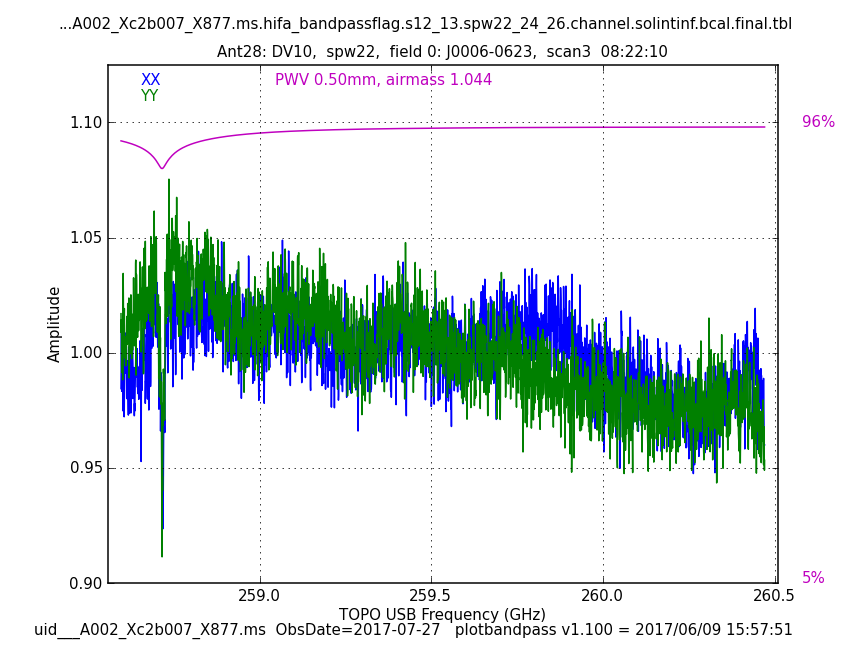 ...A002_Xc2b007_X877.ms.hifa_bandpassflag.s12_13.spw22_24_26.channel.solintinf.bcal.final.tbl
Ant28: DV10,  spw22,  field 0: J0006-0623,  scan3  08:22:10
XX
YY
PWV 0.50mm, airmass 1.044
96%
5%
1.10
1.05
1.00
0.95
0.90
Amplitude
259.0
259.5
260.0
260.5
TOPO USB Frequency (GHz)
uid___A002_Xc2b007_X877.ms  ObsDate=2017-07-27   plotbandpass v1.100 = 2017/06/09 15:57:51